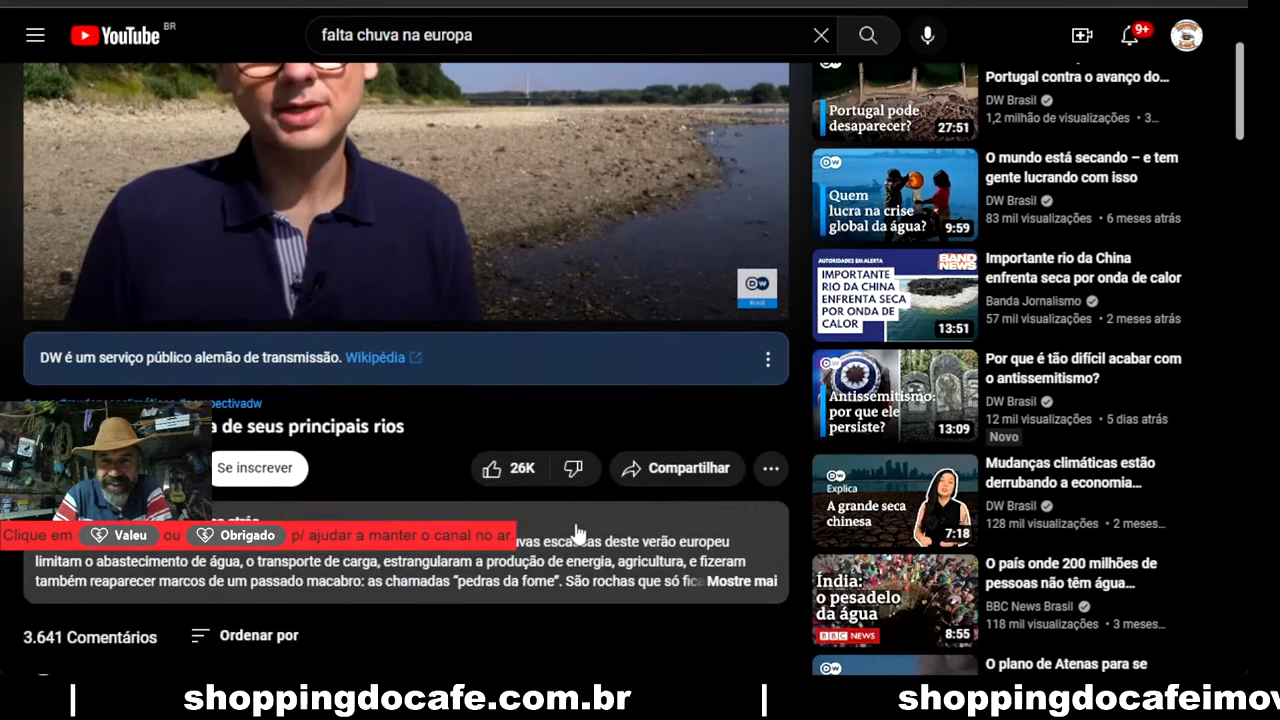 YouTube BR
falta chuva na europa
9+
DW
Brasil
DW é um serviço público alemão de transmissão. Wikipédia
de seus principais rios
Se inscrever
26K
Compartilhar
Clique em Valeu ou Obrigado p/ ajudar a manter o canal no ar.
deste verão europeu
limitam o abastecimento de água, o transporte de carga, estrangularam a produção de energia, agricultura, e fizeram
também reaparecer marcos de um passado macabro: as chamadas “pedras da fome”. São rochas que só Mostre mai
3.641 Comentários
Ordenar por
Portugal pode
desaparecer?
27:51
Portugal contra o avanço do...
DW Brasil
1,2 milhão de visualizações • 3...
DW
Quem
lucra na crise
global da água?
9:59
O mundo está secando – e tem
gente lucrando com isso
DW Brasil
83 mil visualizações • 6 meses atrás
AUTORIDADES EM ALERTA
BAND
NEWS
IMPORTANTE
RIO DA CHINA
ENFRENTA SECA
POR ONDA DE
CALOR
13:51
Importante rio da China
enfrenta seca por onda de calor
Banda Jornalismo
57 mil visualizações • 2 meses atrás
DW
Antissemitismo:
por que ele
persiste?
13:09
Por que é tão difícil acabar com
o antissemitismo?
DW Brasil
12 mil visualizações • 5 dias atrás
Novo
DW
Explica
A grande seca
chinesa
7:18
Mudanças climáticas estão
derrubando a economia...
DW Brasil
128 mil visualizações • 2 meses...
Índia:
o pesadelo
da água
BBC NEWS
8:55
O país onde 200 milhões de
pessoas não têm água...
BBC News Brasil
118 mil visualizações • 3 meses...
DW
O plano de Atenas para se
| shoppingdocafe.com.br | shoppingdocafeimov